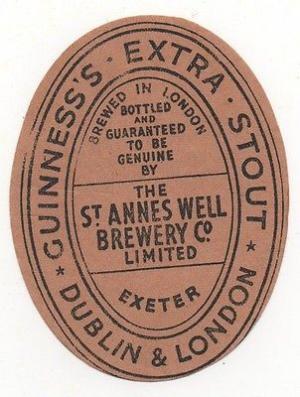 GUINNESS'S · EXTRA · STOUT
★ DUBLIN & LONDON ★
BREWED IN LONDON
BOTTLED
AND
GUARANTEED
TO BE
GENUINE
BY
THE
ST ANNES WELL
BREWERY CO.
LIMITED
EXETER